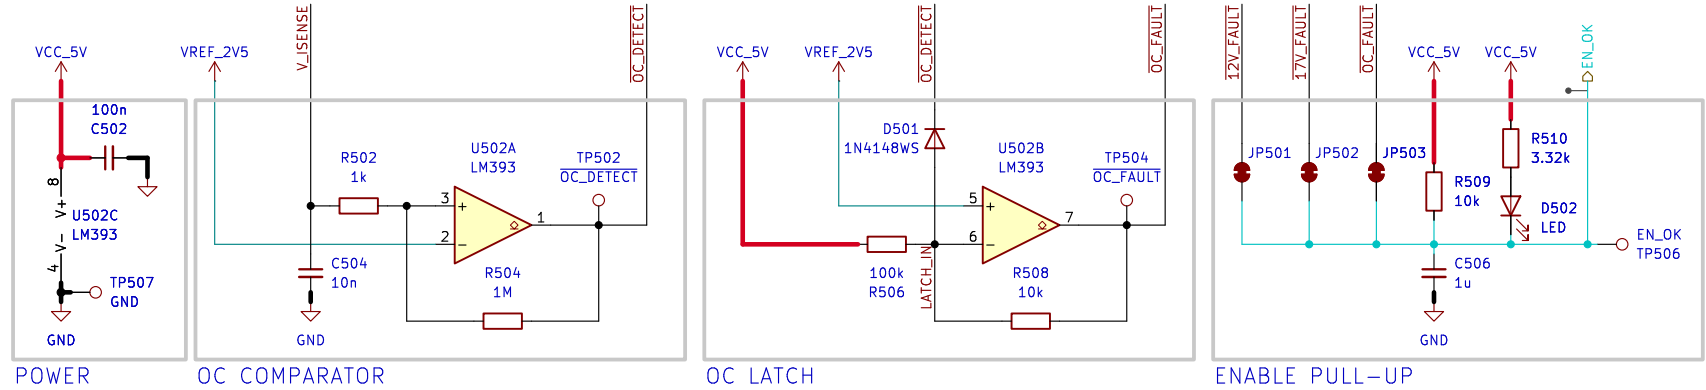 VCC_5V
100n
C502
8
V+
U502C
LM393
V-
4
TP507
GND
GND
POWER
VREF_2V5
V_ISENSE
OC_DETECT
R502
1k
U502A
LM393
3
+
2
-
1
TP502
OC_DETECT
C504
10n
GND
R504
1M
OC COMPARATOR
VCC_5V
VREF_2V5
OC_DETECT
OC_FAULT
D501
1N4148WS
U502B
LM393
5
+
6
-
7
TP504
OC_FAULT
100k
R506
LATCH_IN
R508
10k
OC LATCH
12V_FAULT
17V_FAULT
OC_FAULT
VCC_5V
VCC_5V
EN_OK
JP501
JP502
JP503
R510
3.32k
R509
10k
D502
LED
EN_OK
TP506
C506
1u
GND
ENABLE PULL-UP